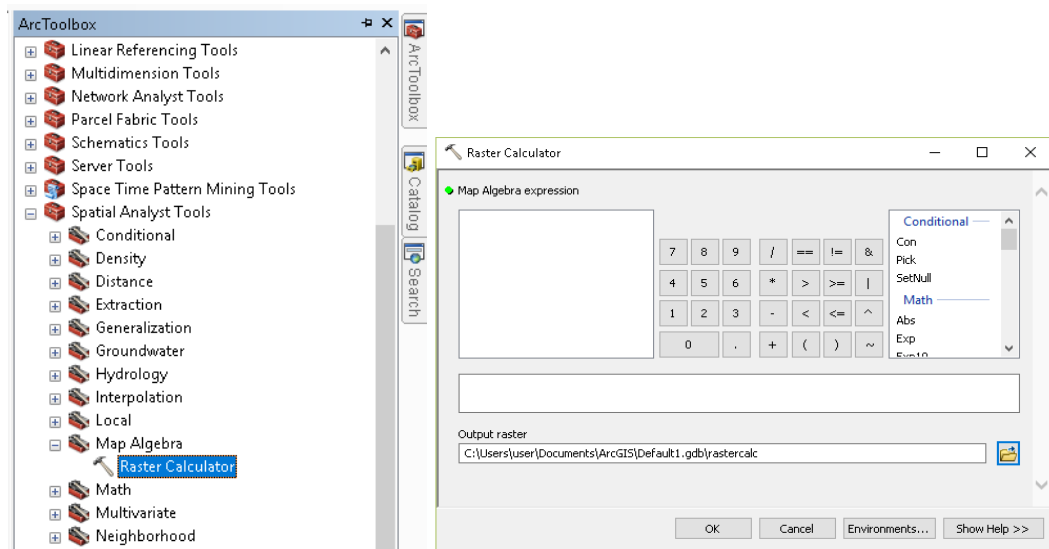 ArcToolbox
Linear Referencing Tools
Multidimension Tools
Network Analyst Tools
Parcel Fabric Tools
Schematics Tools
Server Tools
Space Time Pattern Mining Tools
Spatial Analyst Tools
Conditional
Density
Distance
Extraction
Generalization
Groundwater
Hydrology
Interpolation
Local
Map Algebra
Raster Calculator
Math
Multivariate
Neighborhood
ArcToolbox
Catalog
Search
Raster Calculator
Map Algebra expression
7 8 9 / == != &
4 5 6 * > >= |
1 2 3 - < <= ^
0 . + ( ) ~
Conditional
Con
Pick
SetNull
Math
Abs
Exp
Exp10
Output raster
C:\Users\user\Documents\ArcGIS\Default1.gdb\rastercalc
OK Cancel Environments... Show Help >>